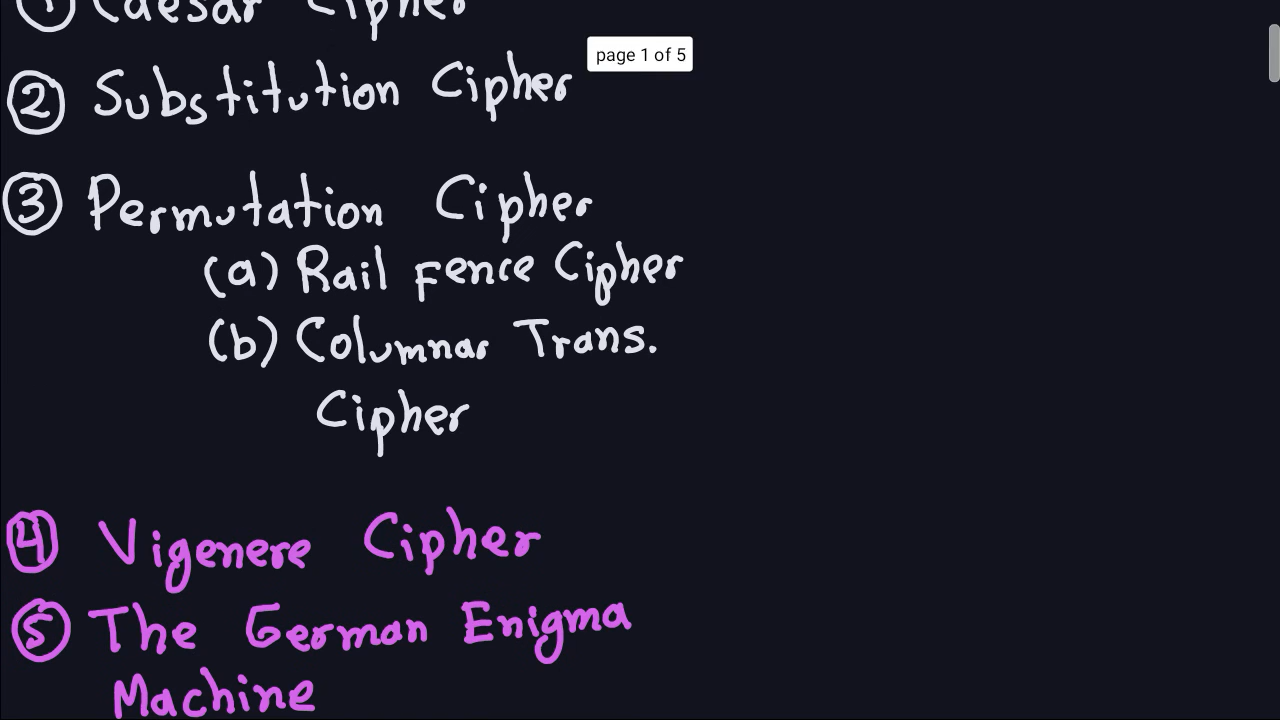 ① Caesar Cipher
page 1 of 5
② Substitution Cipher
③ Permutation Cipher
(a) Rail Fence Cipher
(b) Columnar Trans.
Cipher
④ Vigenere Cipher
⑤ The German Enigma
Machine